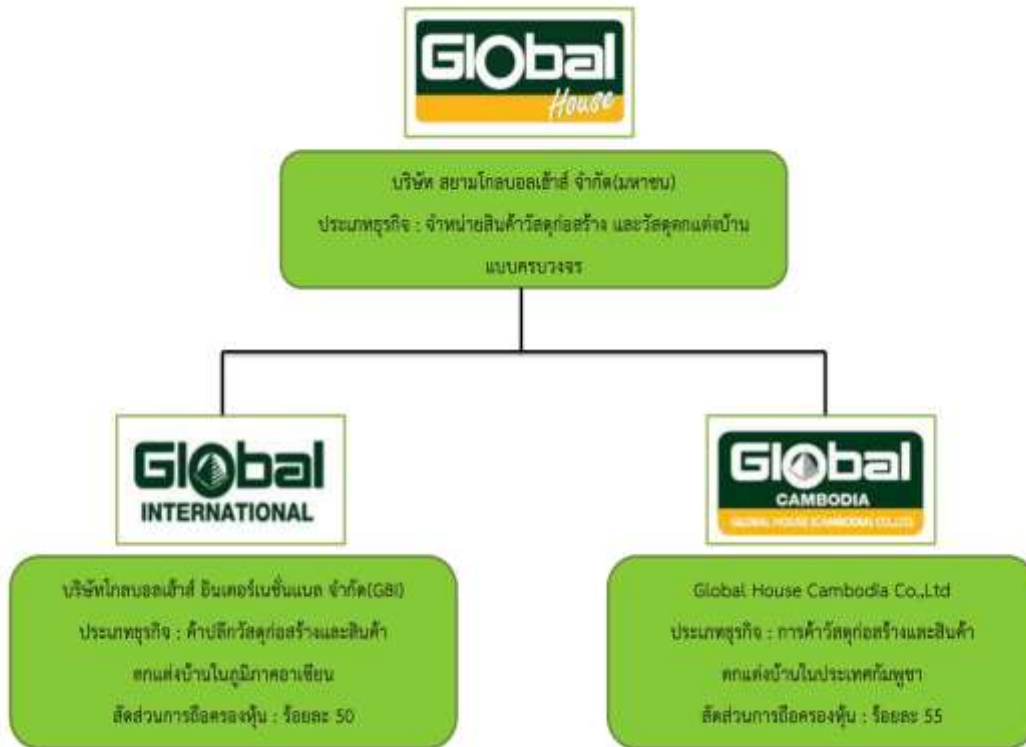 Global
House
บริษัท สยามโกลบอลเฮ้าส์ จำกัด(มหาชน)
ประเภทธุรกิจ : จำหน่ายสินค้าวัสดุก่อสร้าง และวัสดุตกแต่งบ้าน
แบบครบวงจร
Global
INTERNATIONAL
บริษัทโกลบอลเฮ้าส์ อินเตอร์เนชั่นแนล จำกัด(GBI)
ประเภทธุรกิจ : ค้าปลีกวัสดุก่อสร้างและสินค้า
ตกแต่งบ้านในภูมิภาคอาเซียน
สัดส่วนการถือครองหุ้น : ร้อยละ 50
Global
CAMBODIA
GLOBAL HOUSE (CAMBODIA) CO.,LTD.
Global House Cambodia Co.,Ltd
ประเภทธุรกิจ : การค้าวัสดุก่อสร้างและสินค้า
ตกแต่งบ้านในประเทศกัมพูชา
สัดส่วนการถือครองหุ้น : ร้อยละ 55